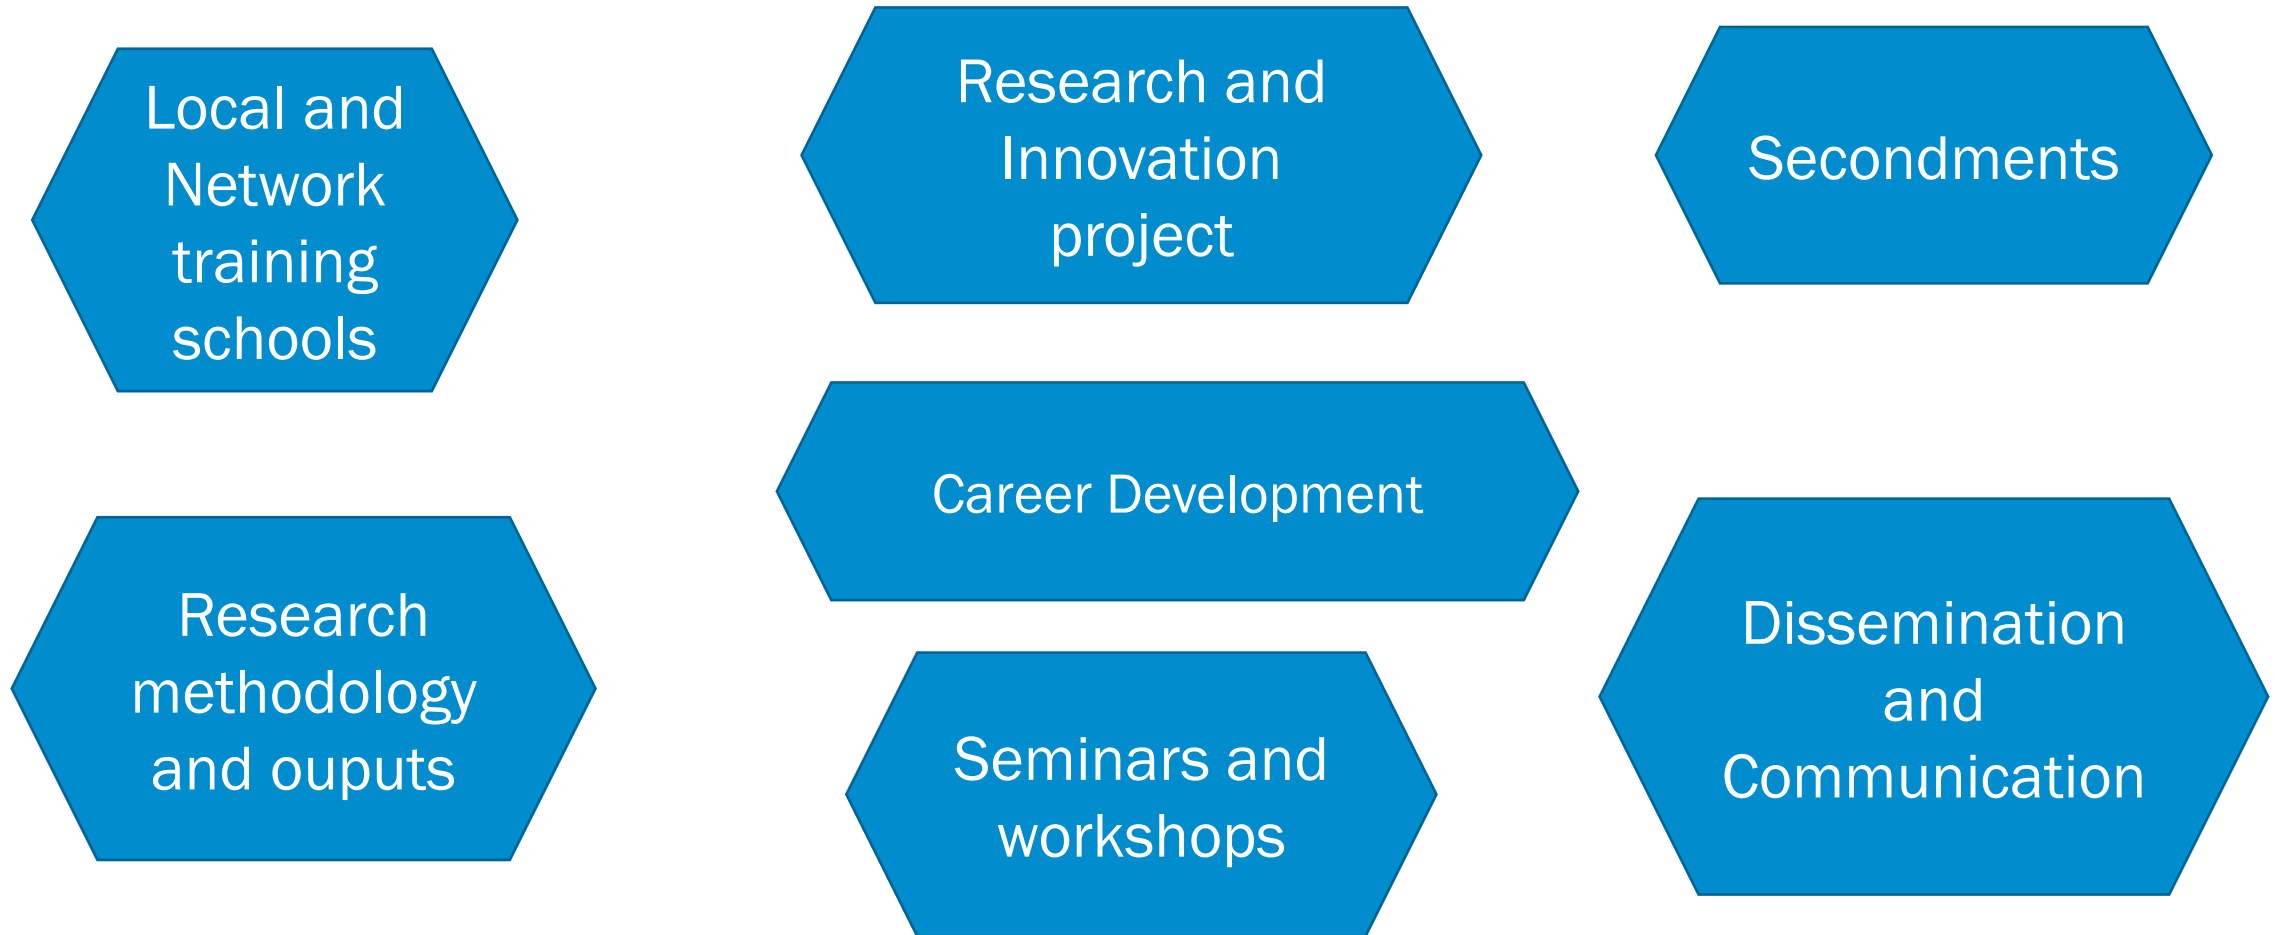 Local and
Network
training
schools
Research and
Innovation
project
Secondments
Career Development
Research
methodology
and ouputs
Seminars and
workshops
Dissemination
and
Communication